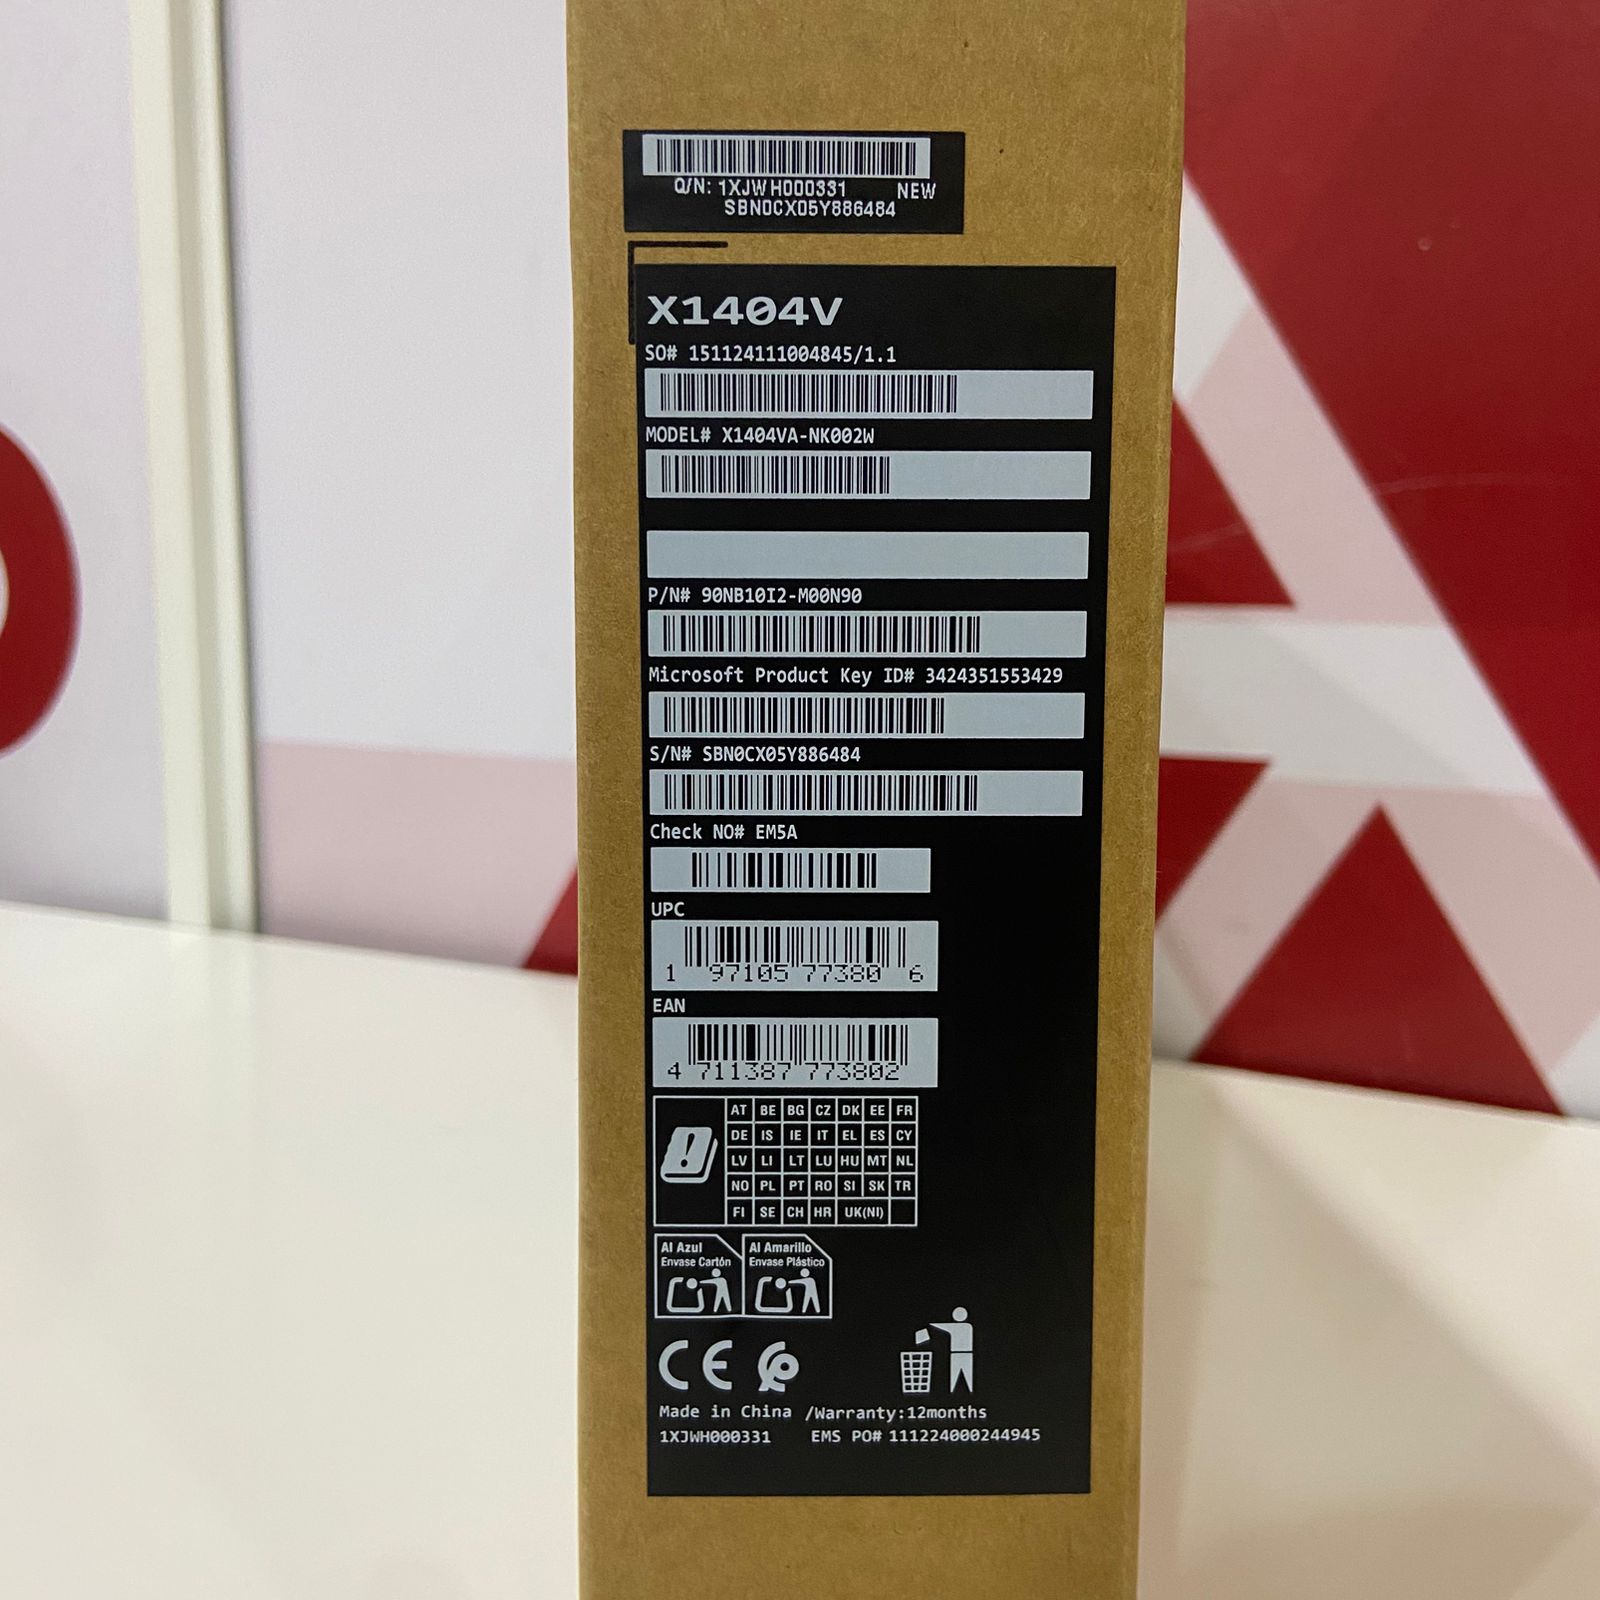 Q/N: 1XJWH000331 NEW
SBN0CX05Y886484
X1404V
SO# 151124111004845/1.1
MODEL# X1404VA-NK002W
P/N# 90NB10I2-M00N90
Microsoft Product Key ID# 3424351553429
S/N# SBN0CX05Y886484
Check NO# EM5A
UPC
1 97105 77380 6
EAN
4 711387 773802
AT BE BG CZ DK EE FR
DE IS IE IT EL ES CY
LV LI LT LU HU MT NL
NO PL PT RO SI SK TR
FI SE CH HR UK(NI)
Al Azul
Envase Cartón
Al Amarillo
Envase Plástico
CE
Made in China /Warranty:12months
1XJWH000331 EMS PO# 111224000244945